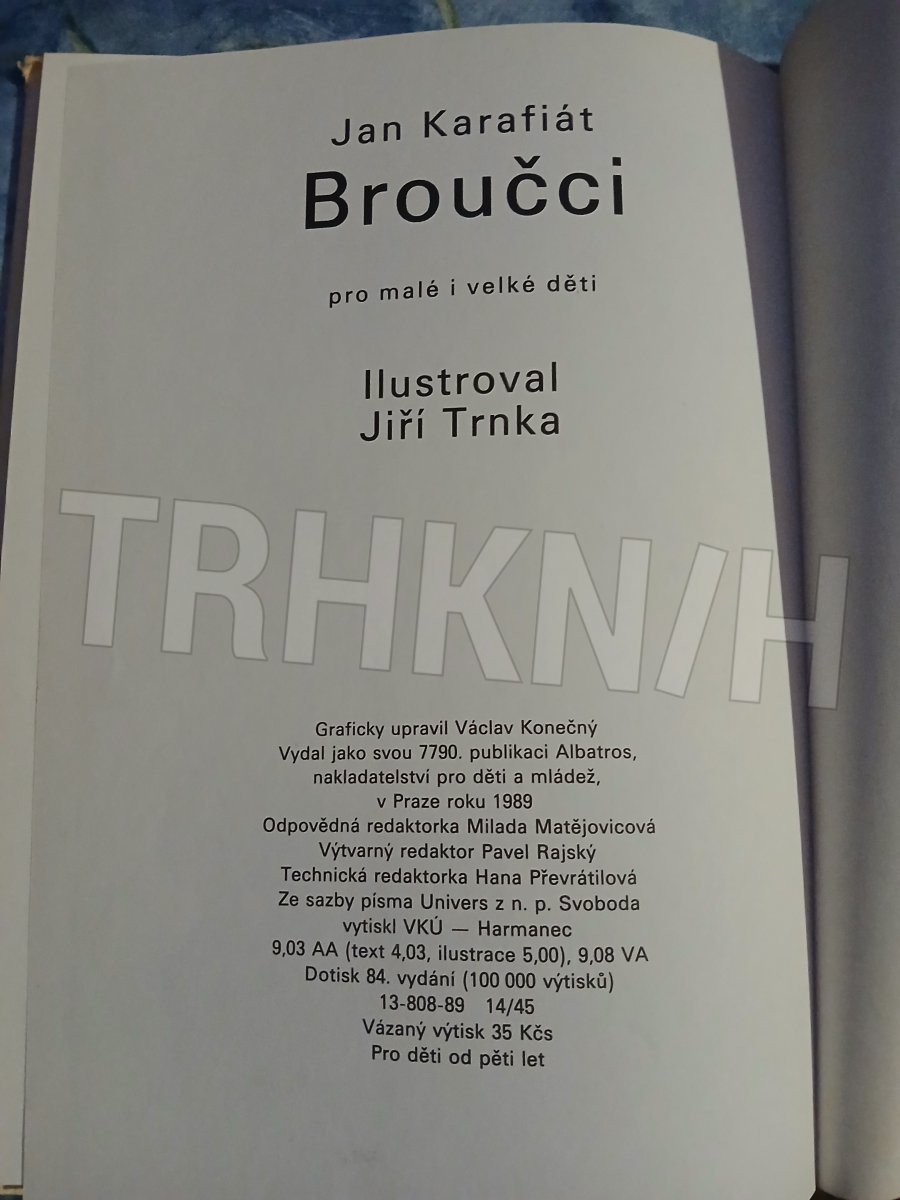 Jan Karafiát
Broučci
pro malé i velké děti
Ilustroval
Jiří Trnka
TRHKN/H
Graficky upravil Václav Konečný
Vydal jako svou 7790. publikaci Albatros,
nakladatelství pro děti a mládež,
v Praze roku 1989
Odpovědná redaktorka Milada Matějovicová
Výtvarný redaktor Pavel Rajský
Technická redaktorka Hana Převrátilová
Ze sazby písma Univers z n. p. Svoboda
vytiskl VKÚ — Harmanec
9,03 AA (text 4,03, ilustrace 5,00), 9,08 VA
Dotisk 84. vydání (100 000 výtisků)
13-808-89 14/45
Vázaný výtisk 35 Kčs
Pro děti od pěti let